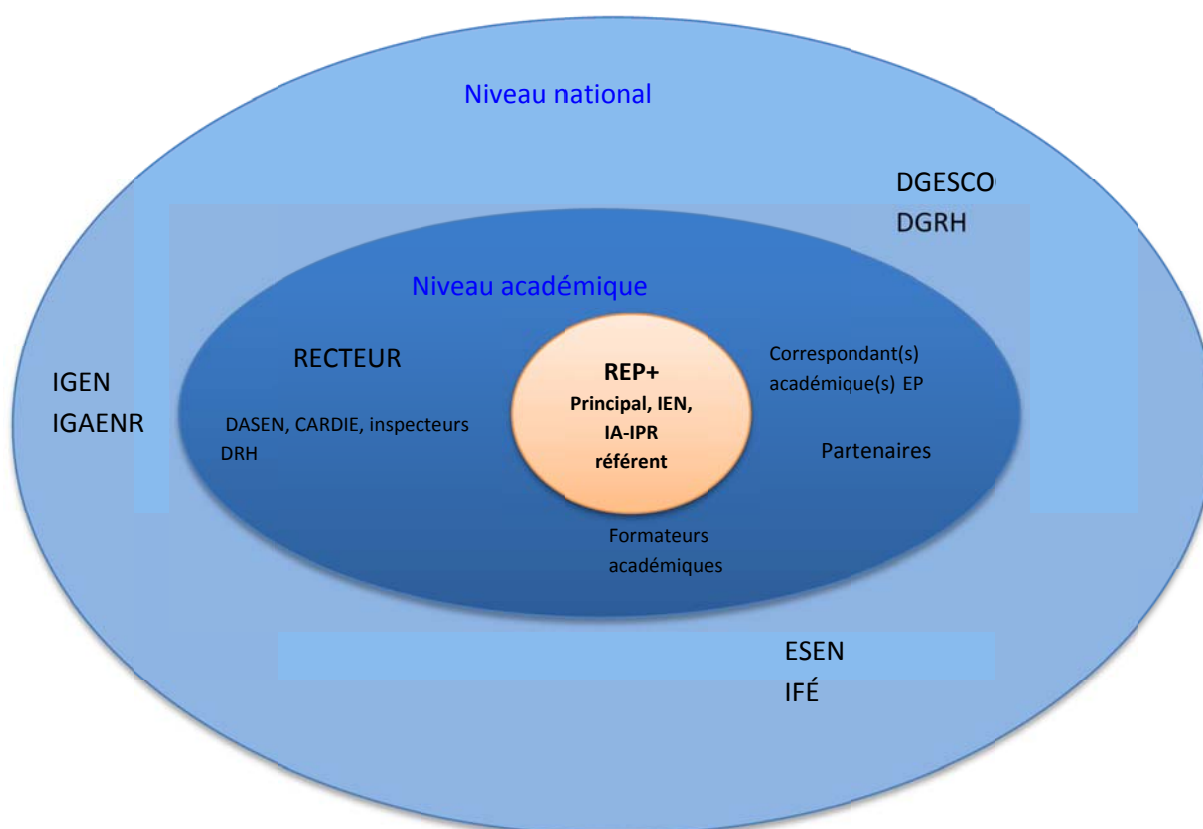 Niveau national
DGESCO
DGRH
Niveau académique
RECTEUR
DASEN, CARDIE, inspecteurs
DRH
IGEN
IGAENR
REP+
Principal, IEN,
IA-IPR
référent
Correspondant(s)
académique(s) EP
Partenaires
Formateurs
académiques
ESEN
IFÉ